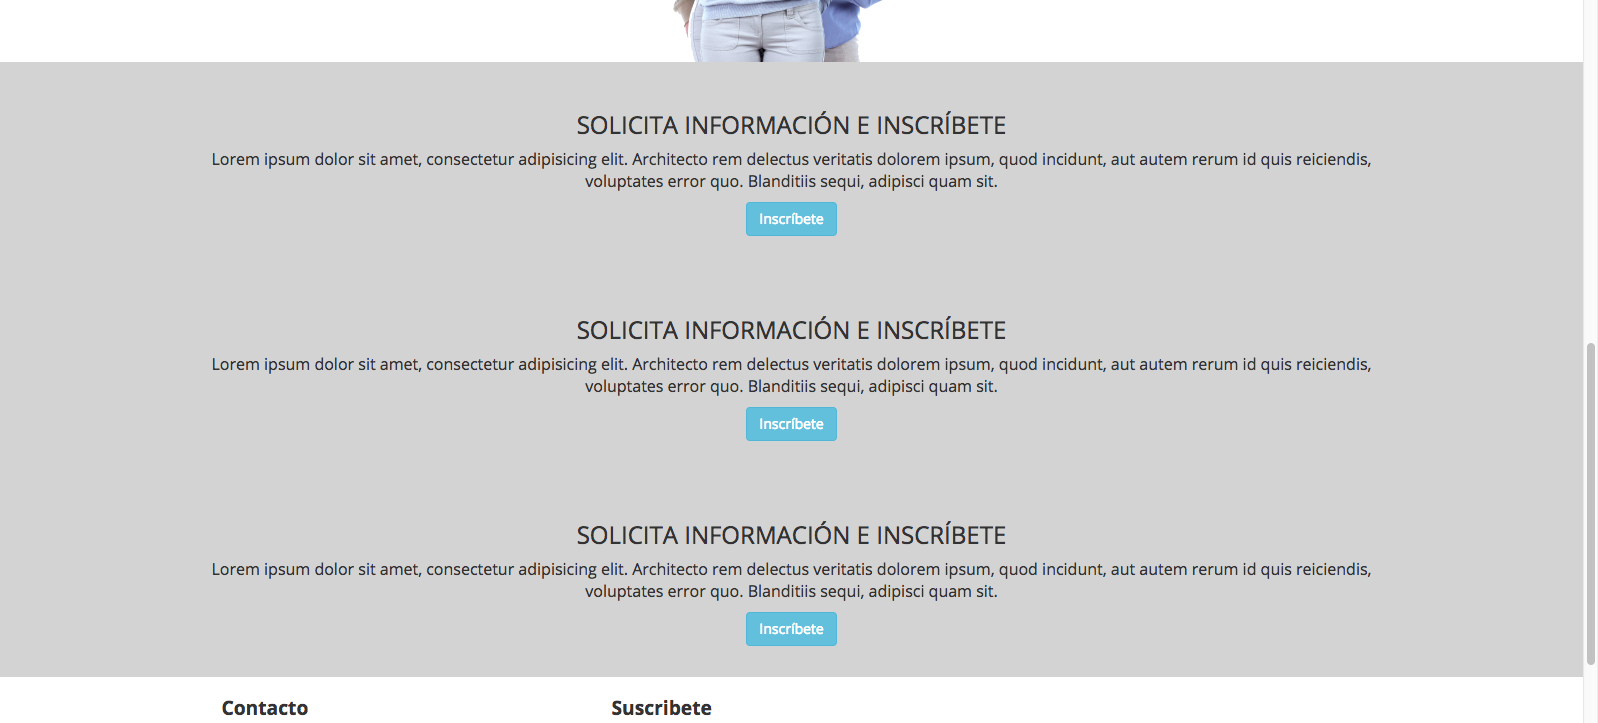 SOLICITA INFORMACIÓN E INSCRÍBETE
Lorem ipsum dolor sit amet, consectetur adipisicing elit. Architecto rem delectus veritatis dolorem ipsum, quod incidunt, aut autem rerum id quis reiciendis,
voluptates error quo. Blanditiis sequi, adipisci quam sit.
Inscríbete
SOLICITA INFORMACIÓN E INSCRÍBETE
Lorem ipsum dolor sit amet, consectetur adipisicing elit. Architecto rem delectus veritatis dolorem ipsum, quod incidunt, aut autem rerum id quis reiciendis,
voluptates error quo. Blanditiis sequi, adipisci quam sit.
Inscríbete
SOLICITA INFORMACIÓN E INSCRÍBETE
Lorem ipsum dolor sit amet, consectetur adipisicing elit. Architecto rem delectus veritatis dolorem ipsum, quod incidunt, aut autem rerum id quis reiciendis,
voluptates error quo. Blanditiis sequi, adipisci quam sit.
Inscríbete
Contacto
Suscribete